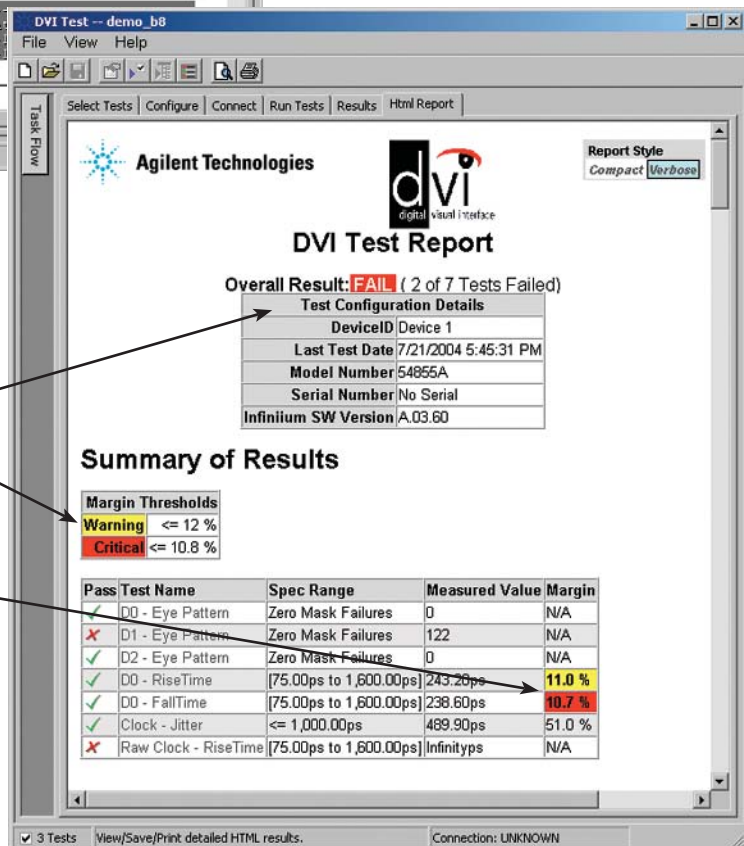 DVI Test -- demo_b8
File View Help
Task Flow
Select Tests Configure Connect Run Tests Results Html Report
Agilent Technologies
dvi
digital visual interface
Report Style
Compact Verbose
DVI Test Report
Overall Result: FAIL ( 2 of 7 Tests Failed)
Test Configuration Details
DeviceID Device 1
Last Test Date 7/21/2004 5:45:31 PM
Model Number 54855A
Serial Number No Serial
Infiniium SW Version A.03.60
Summary of Results
Margin Thresholds
Warning <= 12 %
Critical <= 10.8 %
Pass Test Name Spec Range Measured Value Margin
D0 - Eye Pattern Zero Mask Failures 0 N/A
D1 - Eye Pattern Zero Mask Failures 122 N/A
D2 - Eye Pattern Zero Mask Failures 0 N/A
D0 - RiseTime [75.00ps to 1,600.00ps] 243.20ps 11.0 %
D0 - FallTime [75.00ps to 1,600.00ps] 238.60ps 10.7 %
Clock - Jitter <= 1,000.00ps 489.90ps 51.0 %
Raw Clock - RiseTime [75.00ps to 1,600.00ps] Infinityps N/A
3 Tests View/Save/Print detailed HTML results. Connection: UNKNOWN